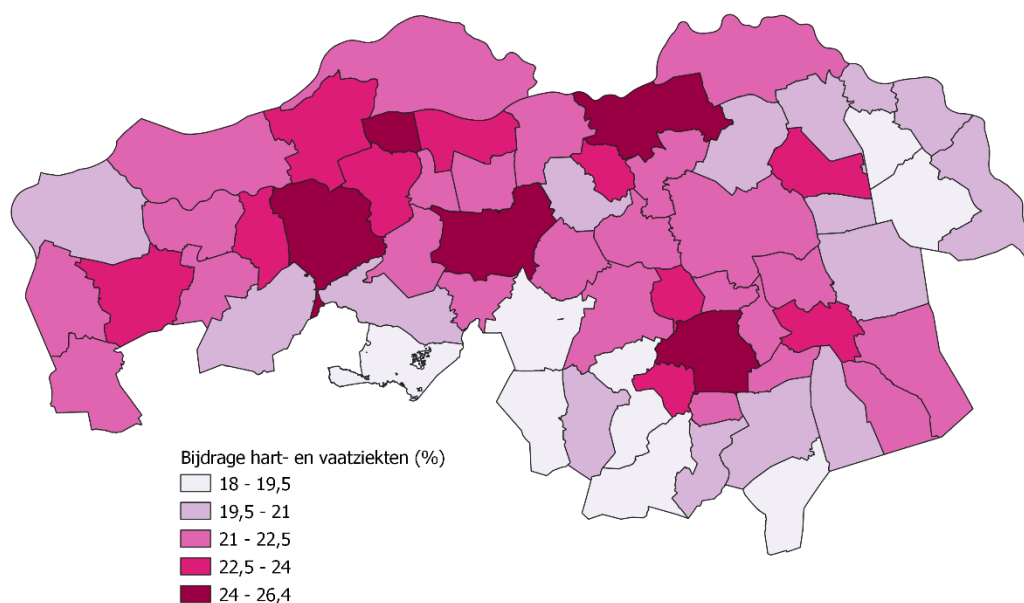 Bijdrage hart- en vaatziekten (%)
18 - 19,5
19,5 - 21
21 - 22,5
22,5 - 24
24 - 26,4